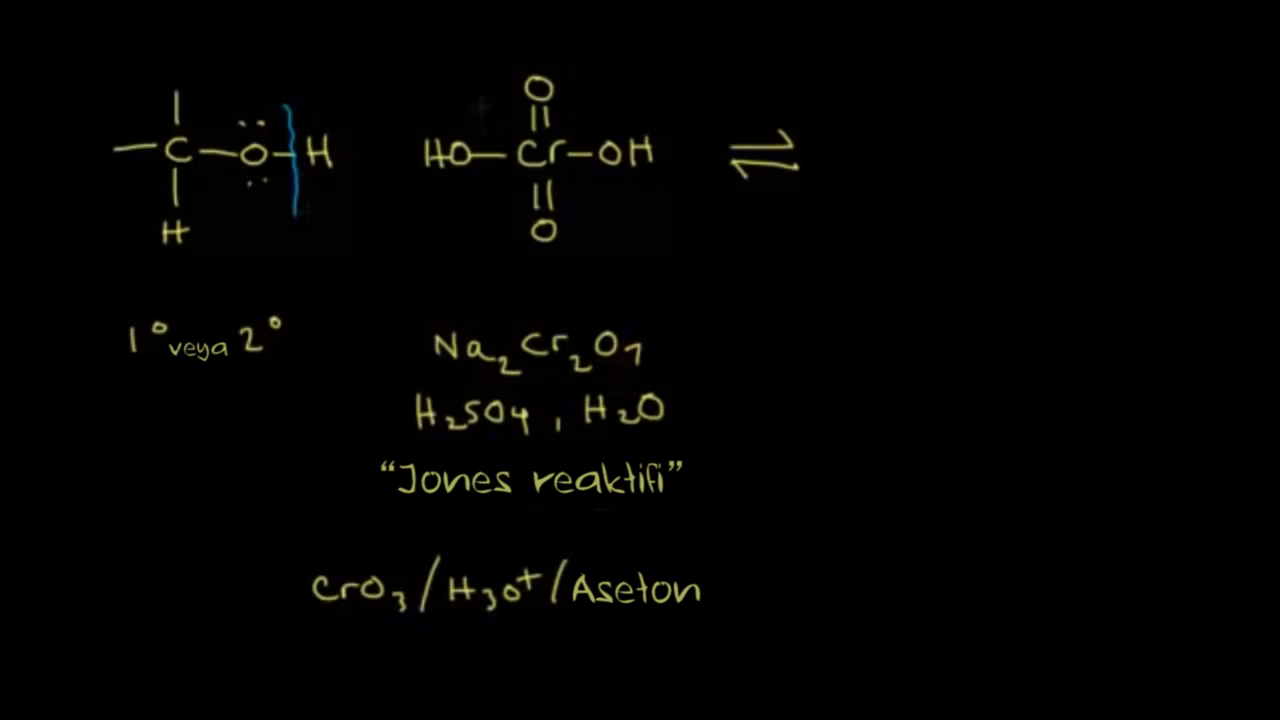 O
C-O-H HO-Cr-OH ⇌
H O
1° veya 2° Na₂Cr₂O₇
H₂SO₄, H₂O
“Jones reaktifi”
CrO₃/H₃O⁺/Aseton